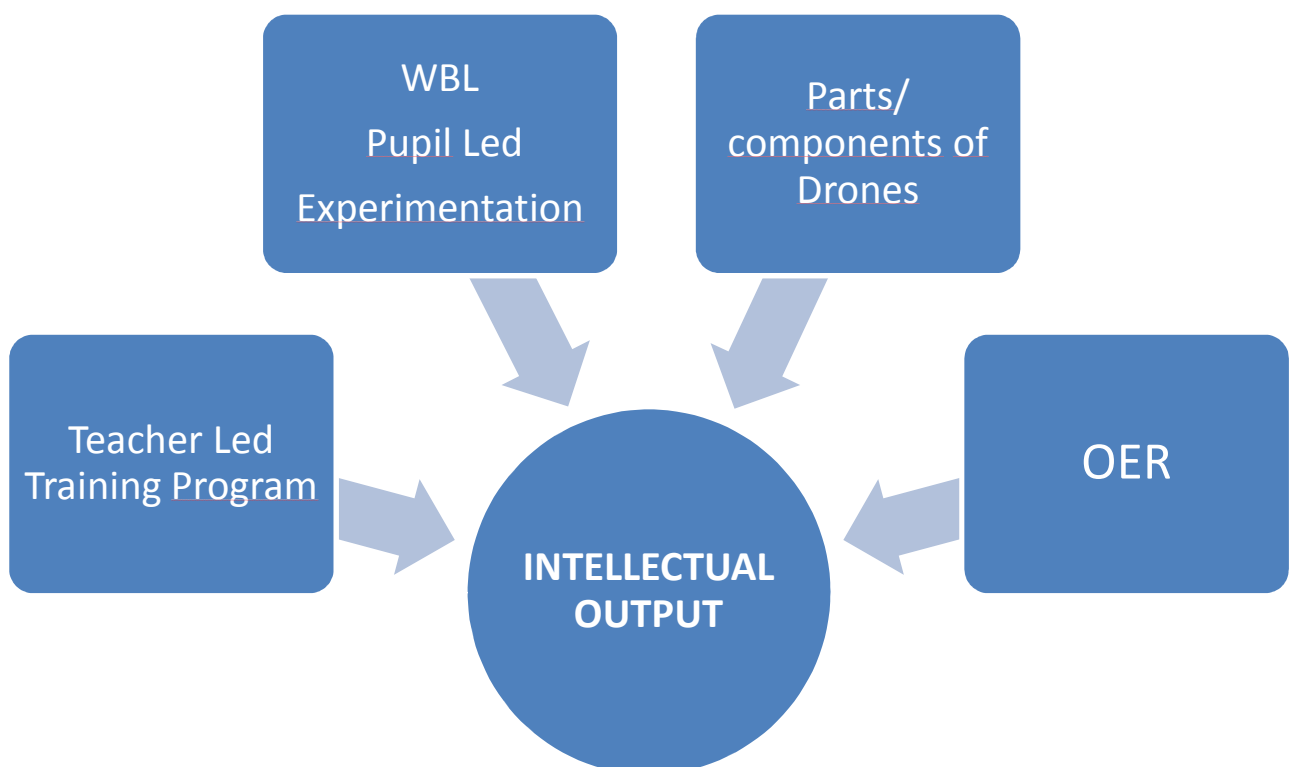 WBL
Pupil Led
Experimentation
Parts/
components of
Drones
Teacher Led
Training Program
OER
INTELLECTUAL
OUTPUT